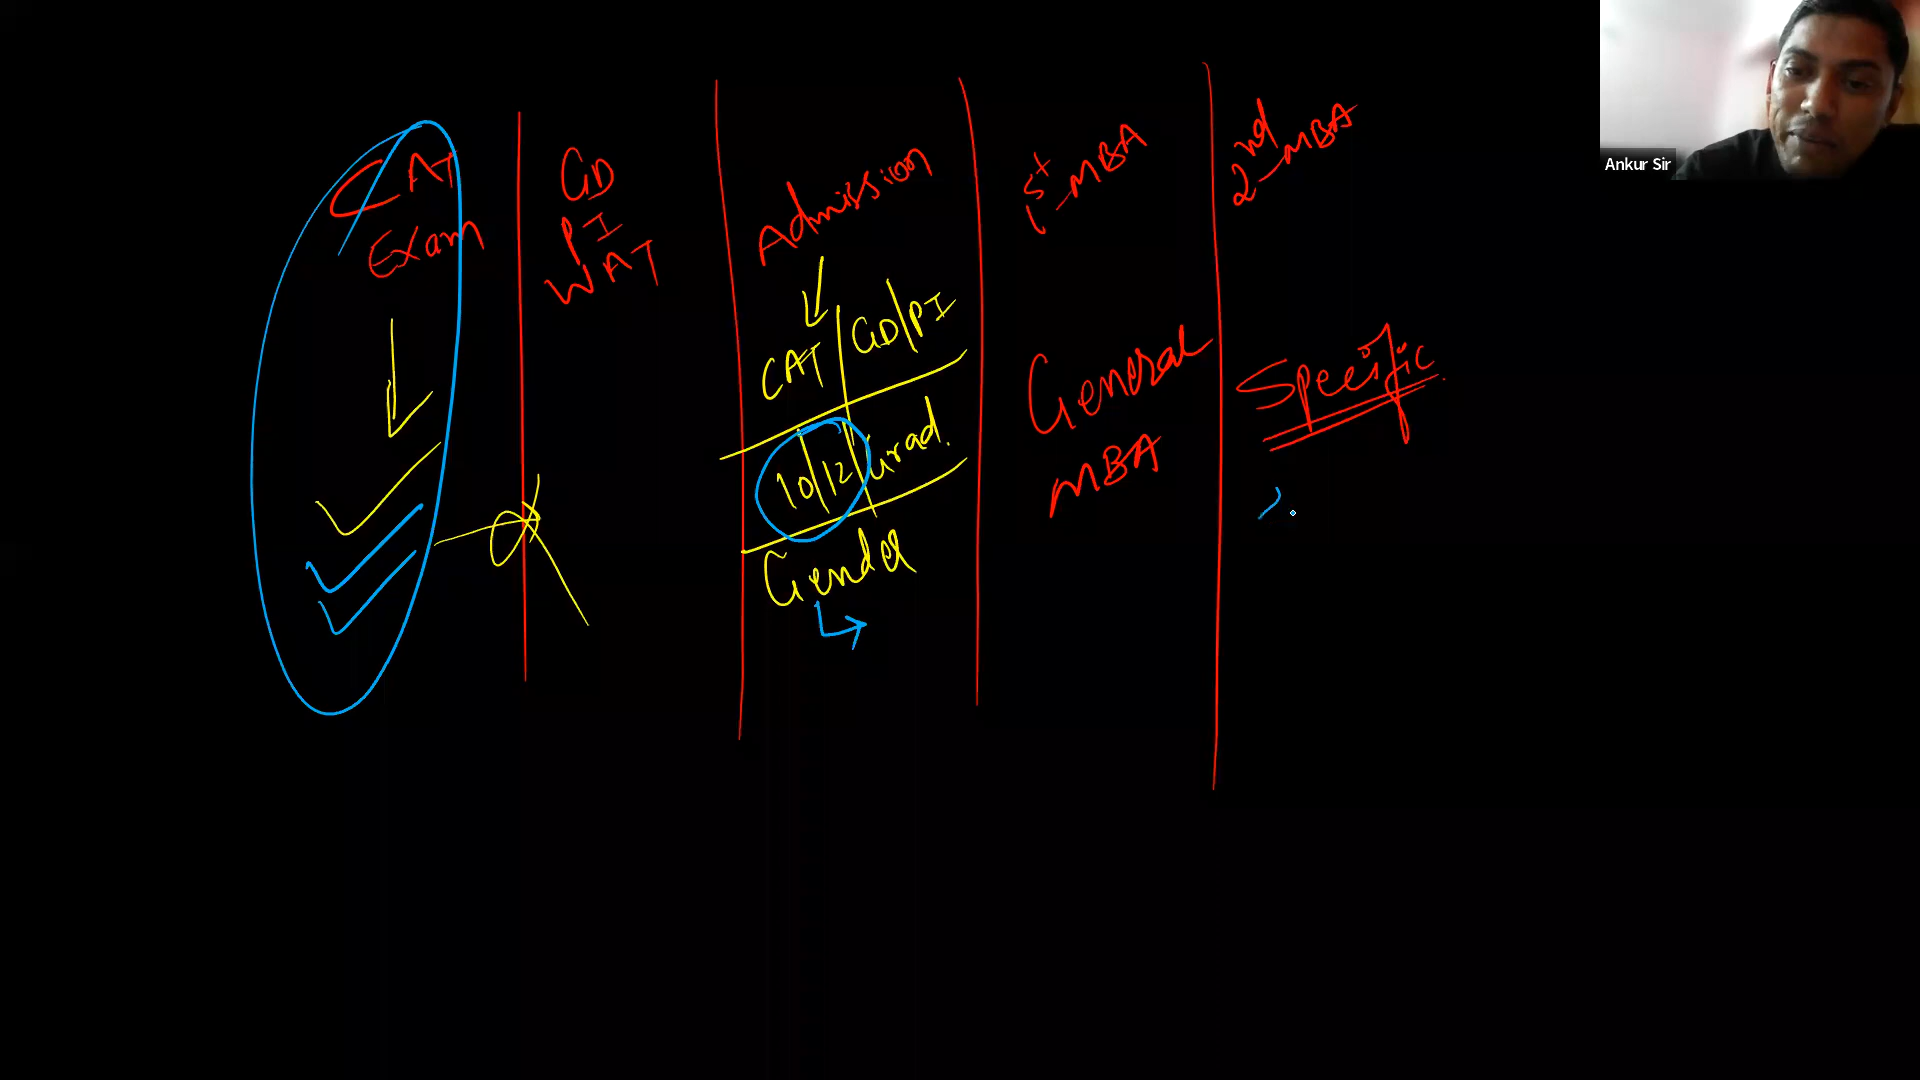 CAT
Exam
GD
PI
WAT
Admission
CAT GD/PI
10/12/Grad.
Gender
1st MBA
General
MBA
2nd MBA
Specific
Ankur Sir